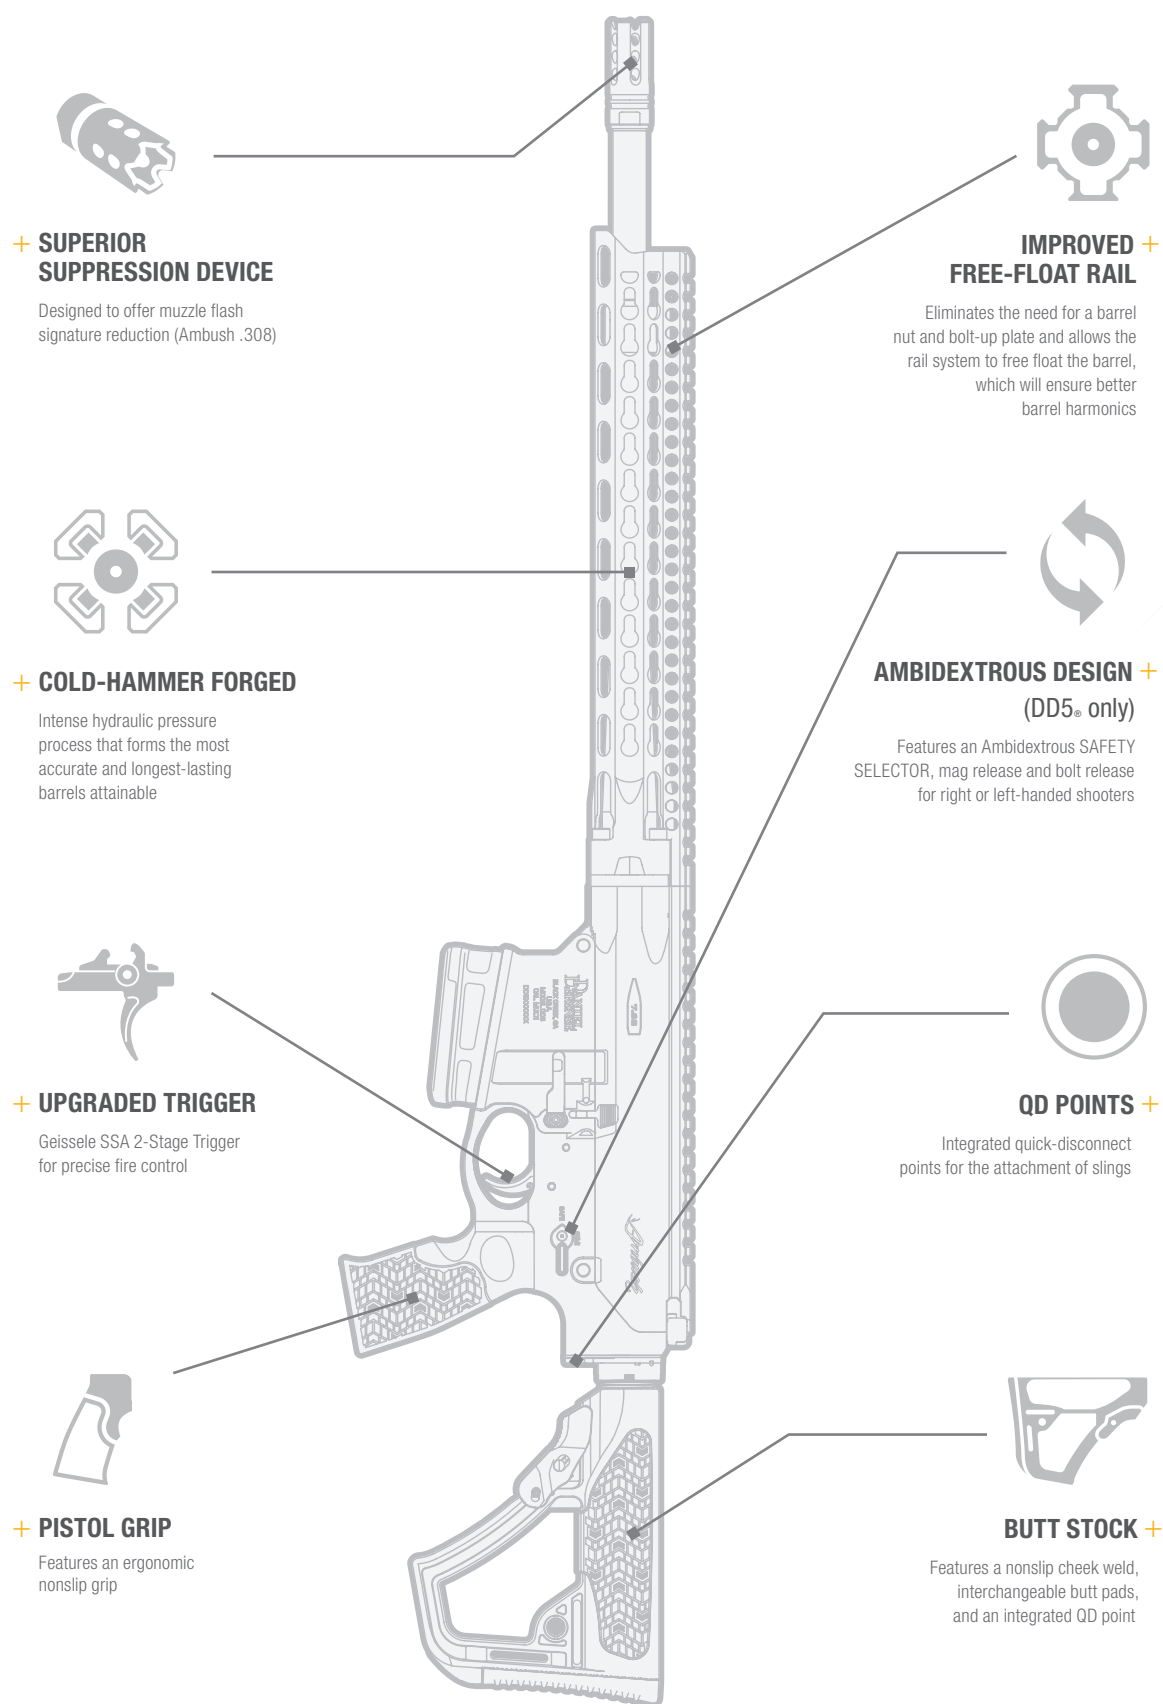 SUPERIOR
SUPPRESSION DEVICE
Designed to offer muzzle flash
signature reduction (Ambush .308)
IMPROVED
FREE-FLOAT RAIL
Eliminates the need for a barrel
nut and bolt-up plate and allows the
rail system to free float the barrel,
which will ensure better
barrel harmonics
COLD-HAMMER FORGED
Intense hydraulic pressure
process that forms the most
accurate and longest-lasting
barrels attainable
AMBIDEXTROUS DESIGN
(DD5® only)
Features an Ambidextrous SAFETY
SELECTOR, mag release and bolt release
for right or left-handed shooters
UPGRADED TRIGGER
Geissele SSA 2-Stage Trigger
for precise fire control
QD POINTS
Integrated quick-disconnect
points for the attachment of slings
PISTOL GRIP
Features an ergonomic
nonslip grip
BUTT STOCK
Features a nonslip cheek weld,
interchangeable butt pads,
and an integrated QD point
7.62
SAFE